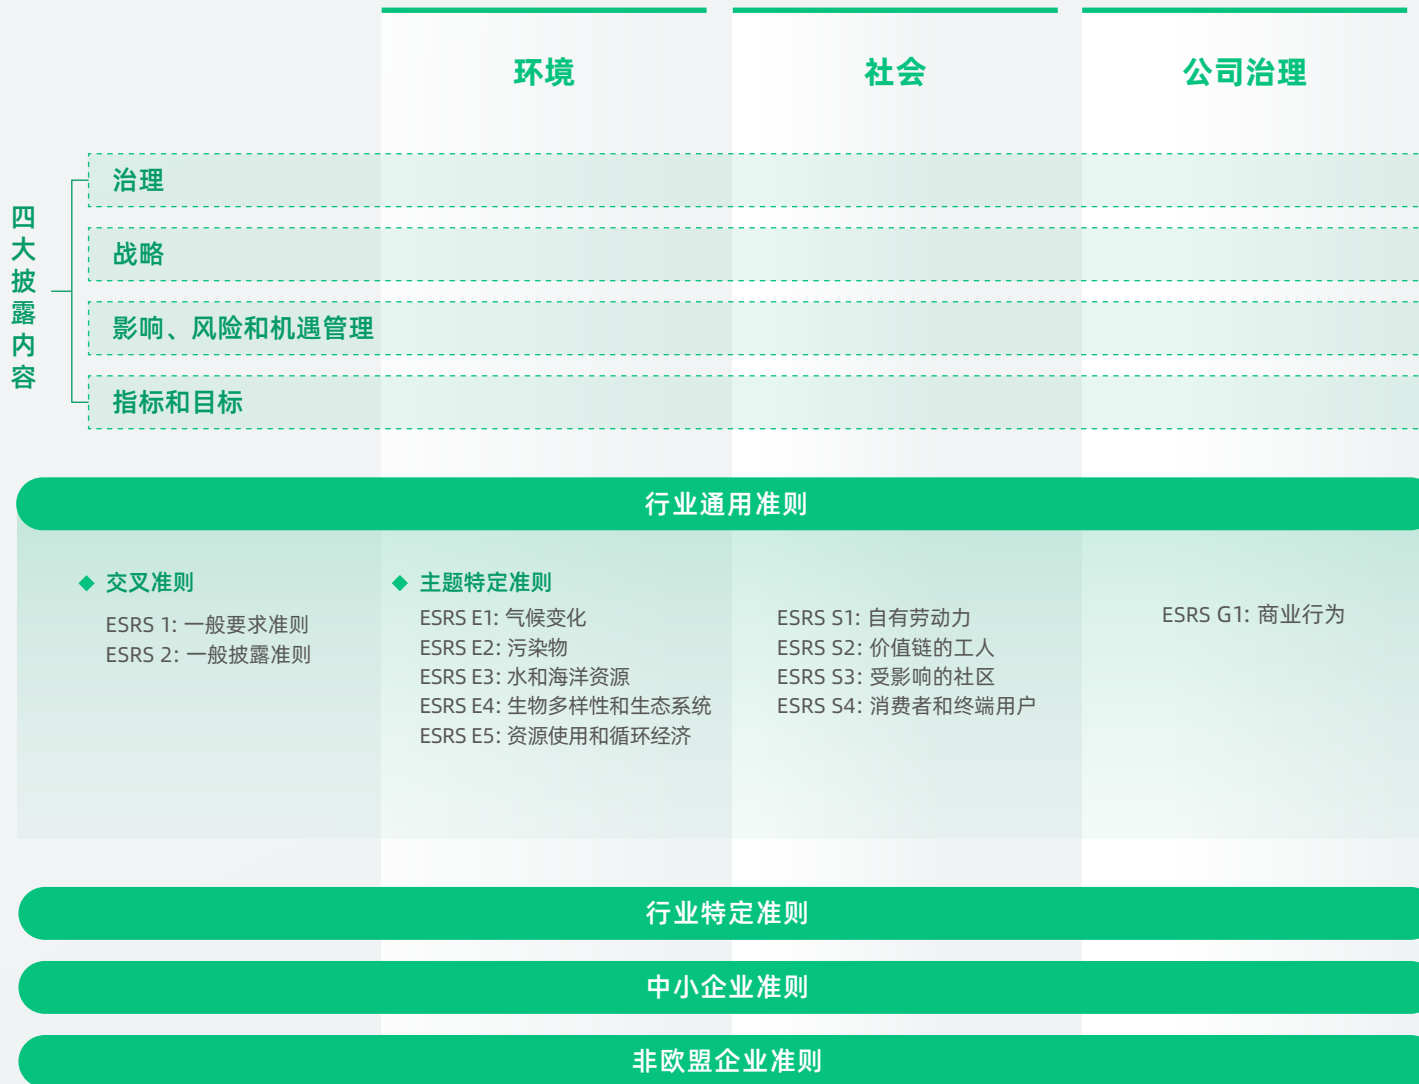 环境
社会
公司治理
四大披露内容
治理
战略
影响、风险和机遇管理
指标和目标
行业通用准则
交叉准则
ESRS 1: 一般要求准则
ESRS 2: 一般披露准则
主题特定准则
ESRS E1: 气候变化
ESRS E2: 污染物
ESRS E3: 水和海洋资源
ESRS E4: 生物多样性和生态系统
ESRS E5: 资源使用和循环经济
ESRS S1: 自有劳动力
ESRS S2: 价值链的工人
ESRS S3: 受影响的社区
ESRS S4: 消费者和终端用户
ESRS G1: 商业行为
行业特定准则
中小企业准则
非欧盟企业准则